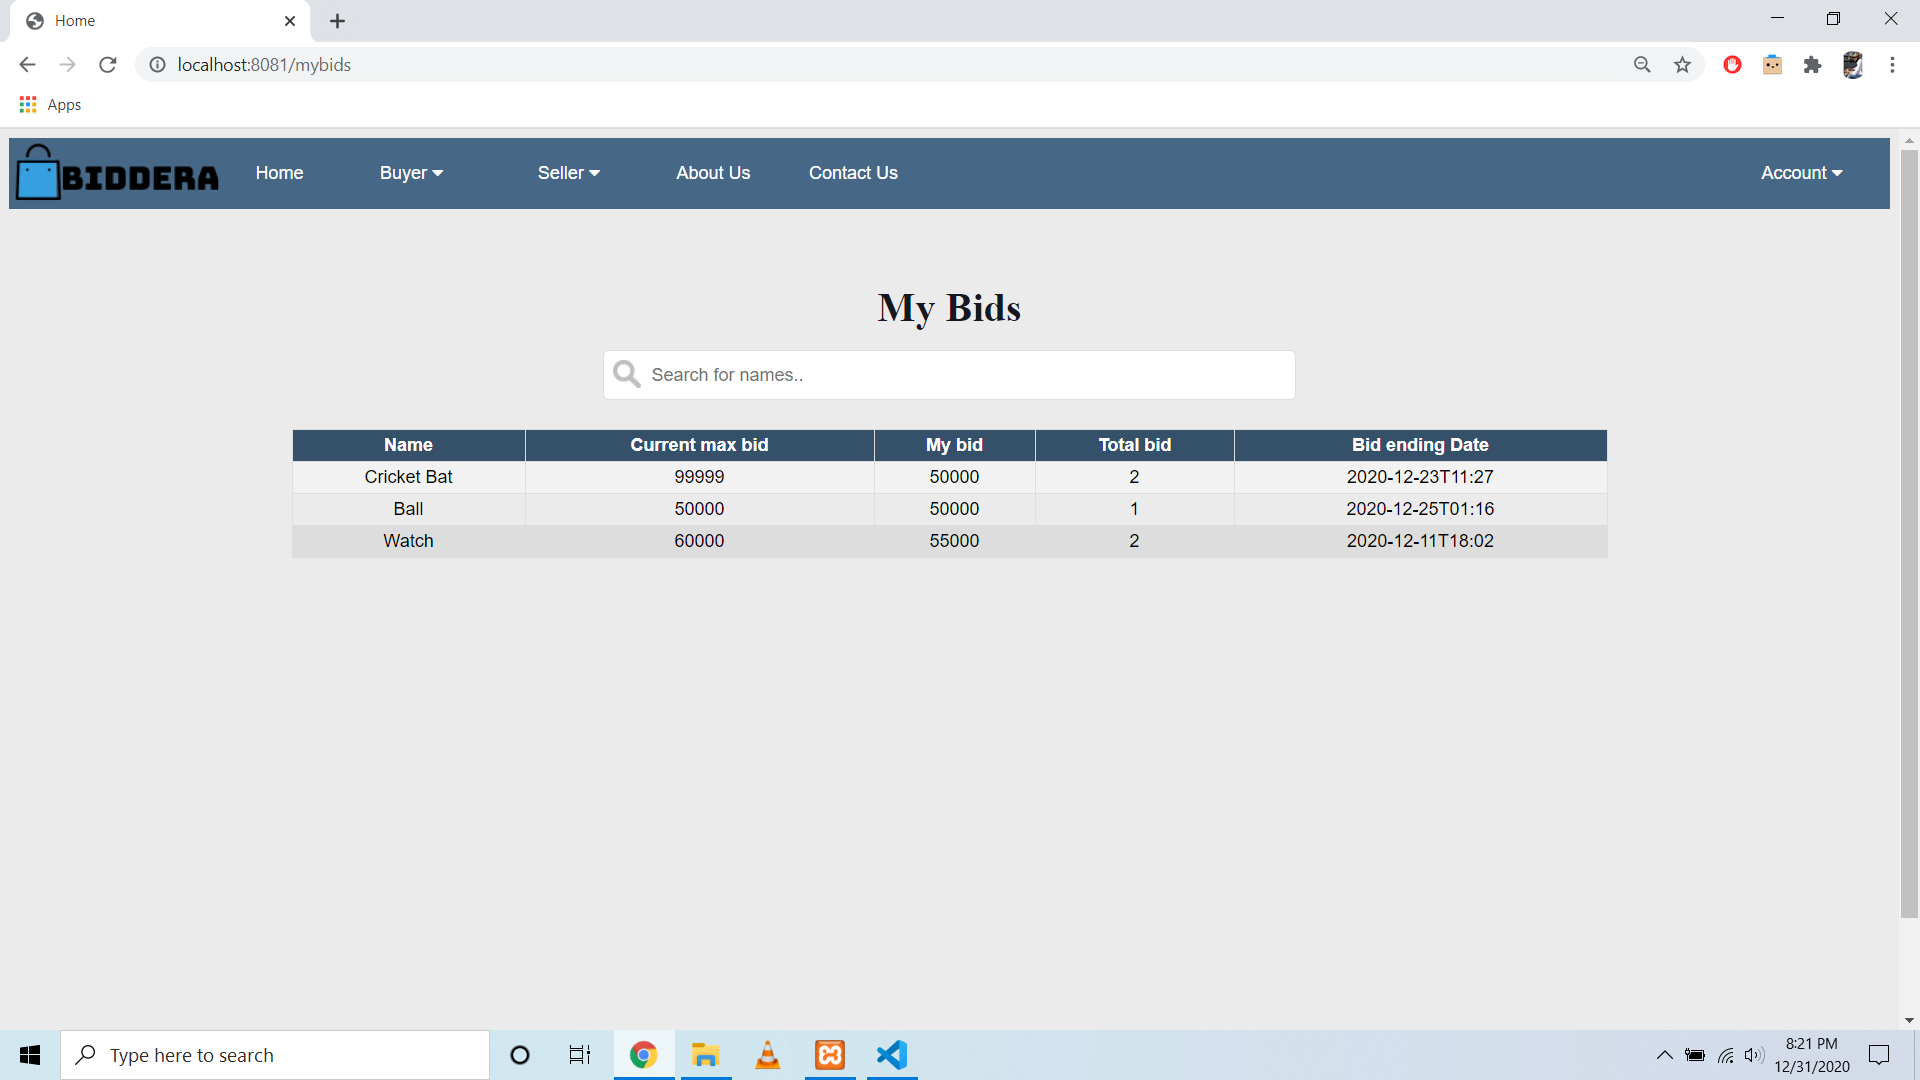 Home
localhost:8081/mybids
Apps
BIDDERA Home Buyer Seller About Us Contact Us Account
My Bids
Search for names..
Name Current max bid My bid Total bid Bid ending Date
Cricket Bat 99999 50000 2 2020-12-23T11:27
Ball 50000 50000 1 2020-12-25T01:16
Watch 60000 55000 2 2020-12-11T18:02
Type here to search
8:21 PM
12/31/2020